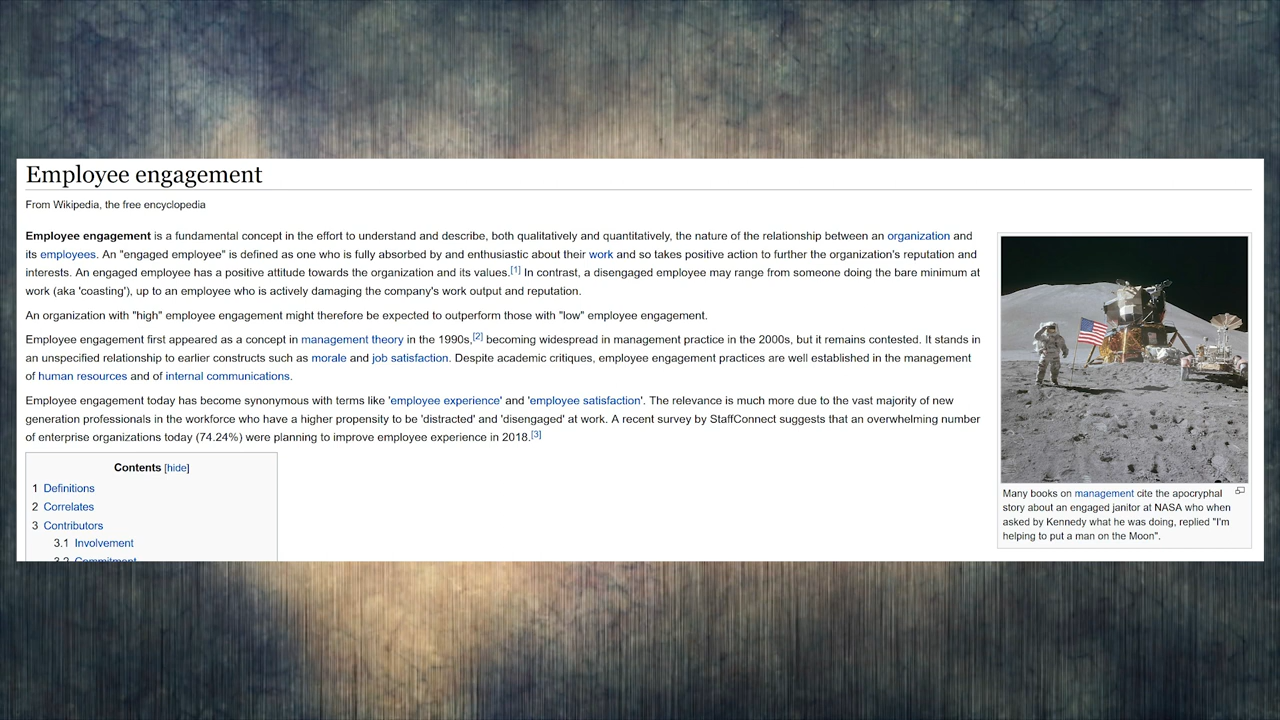 Employee engagement
From Wikipedia, the free encyclopedia
Employee engagement is a fundamental concept in the effort to understand and describe, both qualitatively and quantitatively, the nature of the relationship between an organization and
its employees. An "engaged employee" is defined as one who is fully absorbed by and enthusiastic about their work and so takes positive action to further the organization's reputation and
interests. An engaged employee has a positive attitude towards the organization and its values.[1] In contrast, a disengaged employee may range from someone doing the bare minimum at
work (aka 'coasting'), up to an employee who is actively damaging the company's work output and reputation.
An organization with "high" employee engagement might therefore be expected to outperform those with "low" employee engagement.
Employee engagement first appeared as a concept in management theory in the 1990s,[2] becoming widespread in management practice in the 2000s, but it remains contested. It stands in
an unspecified relationship to earlier constructs such as morale and job satisfaction. Despite academic critiques, employee engagement practices are well established in the management
of human resources and of internal communications.
Employee engagement today has become synonymous with terms like 'employee experience' and 'employee satisfaction'. The relevance is much more due to the vast majority of new
generation professionals in the workforce who have a higher propensity to be 'distracted' and 'disengaged' at work. A recent survey by StaffConnect suggests that an overwhelming number
of enterprise organizations today (74.24%) were planning to improve employee experience in 2018.[3]
Contents [hide]
1 Definitions
2 Correlates
3 Contributors
3.1 Involvement
3.2 Commitment
Many books on management cite the apocryphal
story about an engaged janitor at NASA who when
asked by Kennedy what he was doing, replied "I'm
helping to put a man on the Moon".